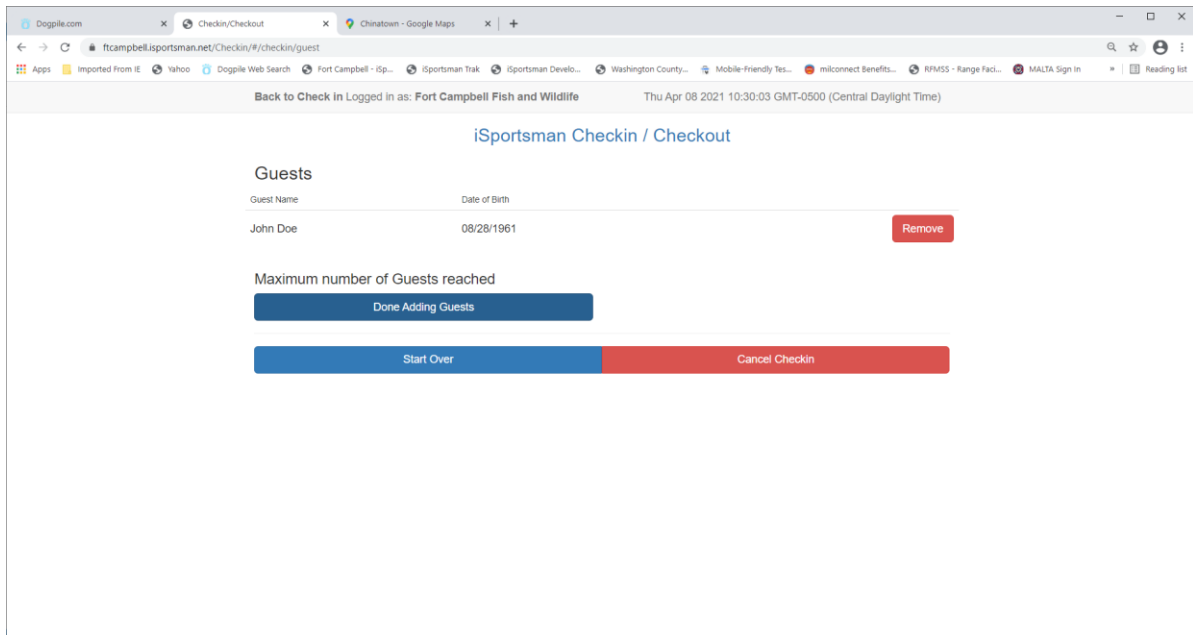 Dogpile.com Checkin/Checkout Chinatown - Google Maps
ftcampbell.isportsman.net/Checkin/#/checkin/guest
Apps Imported From IE Yahoo Dogpile Web Search Fort Campbell - iSp... iSportsman Trak iSportsman Develo... Washington County... Mobile-Friendly Tes... milconnect Benefits... RFMSS - Range Faci... MALTA Sign In » Reading list
Back to Check in Logged in as: Fort Campbell Fish and Wildlife Thu Apr 08 2021 10:30:03 GMT-0500 (Central Daylight Time)
iSportsman Checkin / Checkout
Guests
Guest Name Date of Birth
John Doe 08/28/1961 Remove
Maximum number of Guests reached
Done Adding Guests
Start Over Cancel Checkin